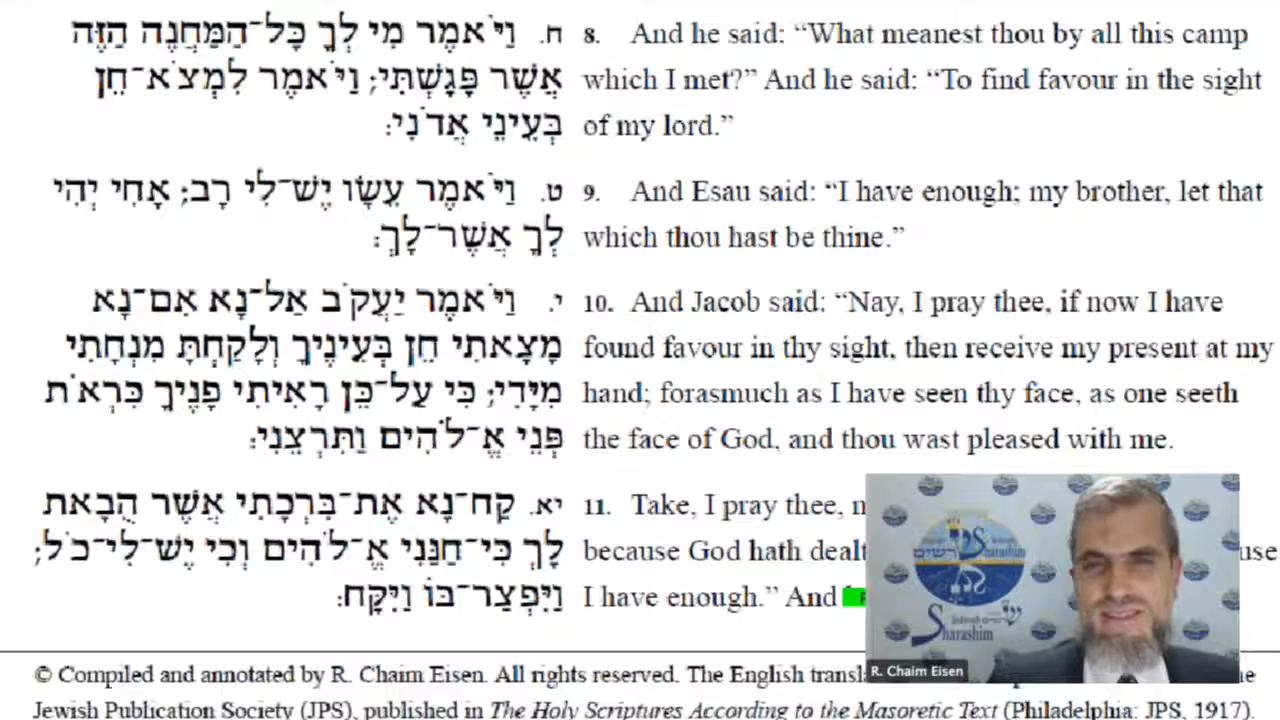 ח. וַיֹּאמֶר מִי לְךָ כָּל־הַמַּחֲנֶה הַזֶּה
אֲשֶׁר פָּגָשְׁתִּי; וַיֹּאמֶר לִמְצֹא־חֵן
בְּעֵינֵי אֲדֹנִי:
8. And he said: “What meanest thou by all this camp
which I met?” And he said: “To find favour in the sight
of my lord.”
ט. וַיֹּאמֶר עֵשָׂו יֶשׁ־לִי רָב; אָחִי יְהִי
לְךָ אֲשֶׁר־לָךְ:
9. And Esau said: “I have enough; my brother, let that
which thou hast be thine.”
י. וַיֹּאמֶר יַעֲקֹב אַל־נָא אִם־נָא
מָצָאתִי חֵן בְּעֵינֶיךָ וְלָקַחְתָּ מִנְחָתִי
מִיָּדִי; כִּי עַל־כֵּן רָאִיתִי פָנֶיךָ כִּרְאֹת
פְּנֵי אֱ־לֹהִים וַתִּרְצֵנִי:
10. And Jacob said: “Nay, I pray thee, if now I have
found favour in thy sight, then receive my present at my
hand; forasmuch as I have seen thy face, as one seeth
the face of God, and thou wast pleased with me.
יא. קַח־נָא אֶת־בִּרְכָתִי אֲשֶׁר הֻבָאת
לָךְ כִּי־חַנַּנִי אֱ־לֹהִים וְכִי יֶשׁ־לִי־כֹל;
וַיִּפְצַר־בּוֹ וַיִּקָּח:
11. Take, I pray thee,
because God hath dealt use
I have enough.” And
שרשים Sharashim
Sharashim
R. Chaim Eisen
© Compiled and annotated by R. Chaim Eisen. All rights reserved. The English
Jewish Publication Society (JPS), published in The Holy Scriptures According to the Masoretic Text (Philadelphia: JPS, 1917).